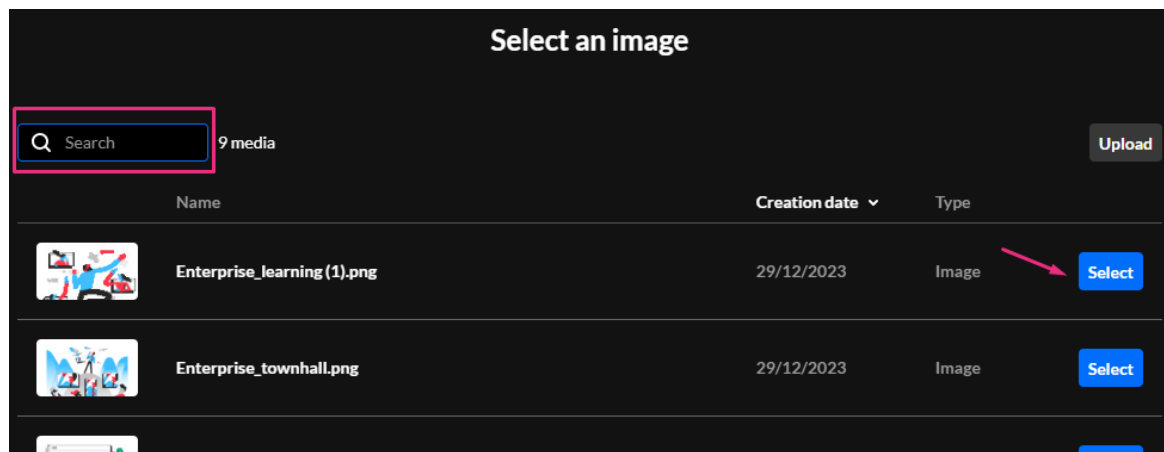 Select an image
Search
9 media
Upload
Name
Creation date
Type
Enterprise_learning (1).png
29/12/2023
Image
Select
Enterprise_townhall.png
29/12/2023
Image
Select